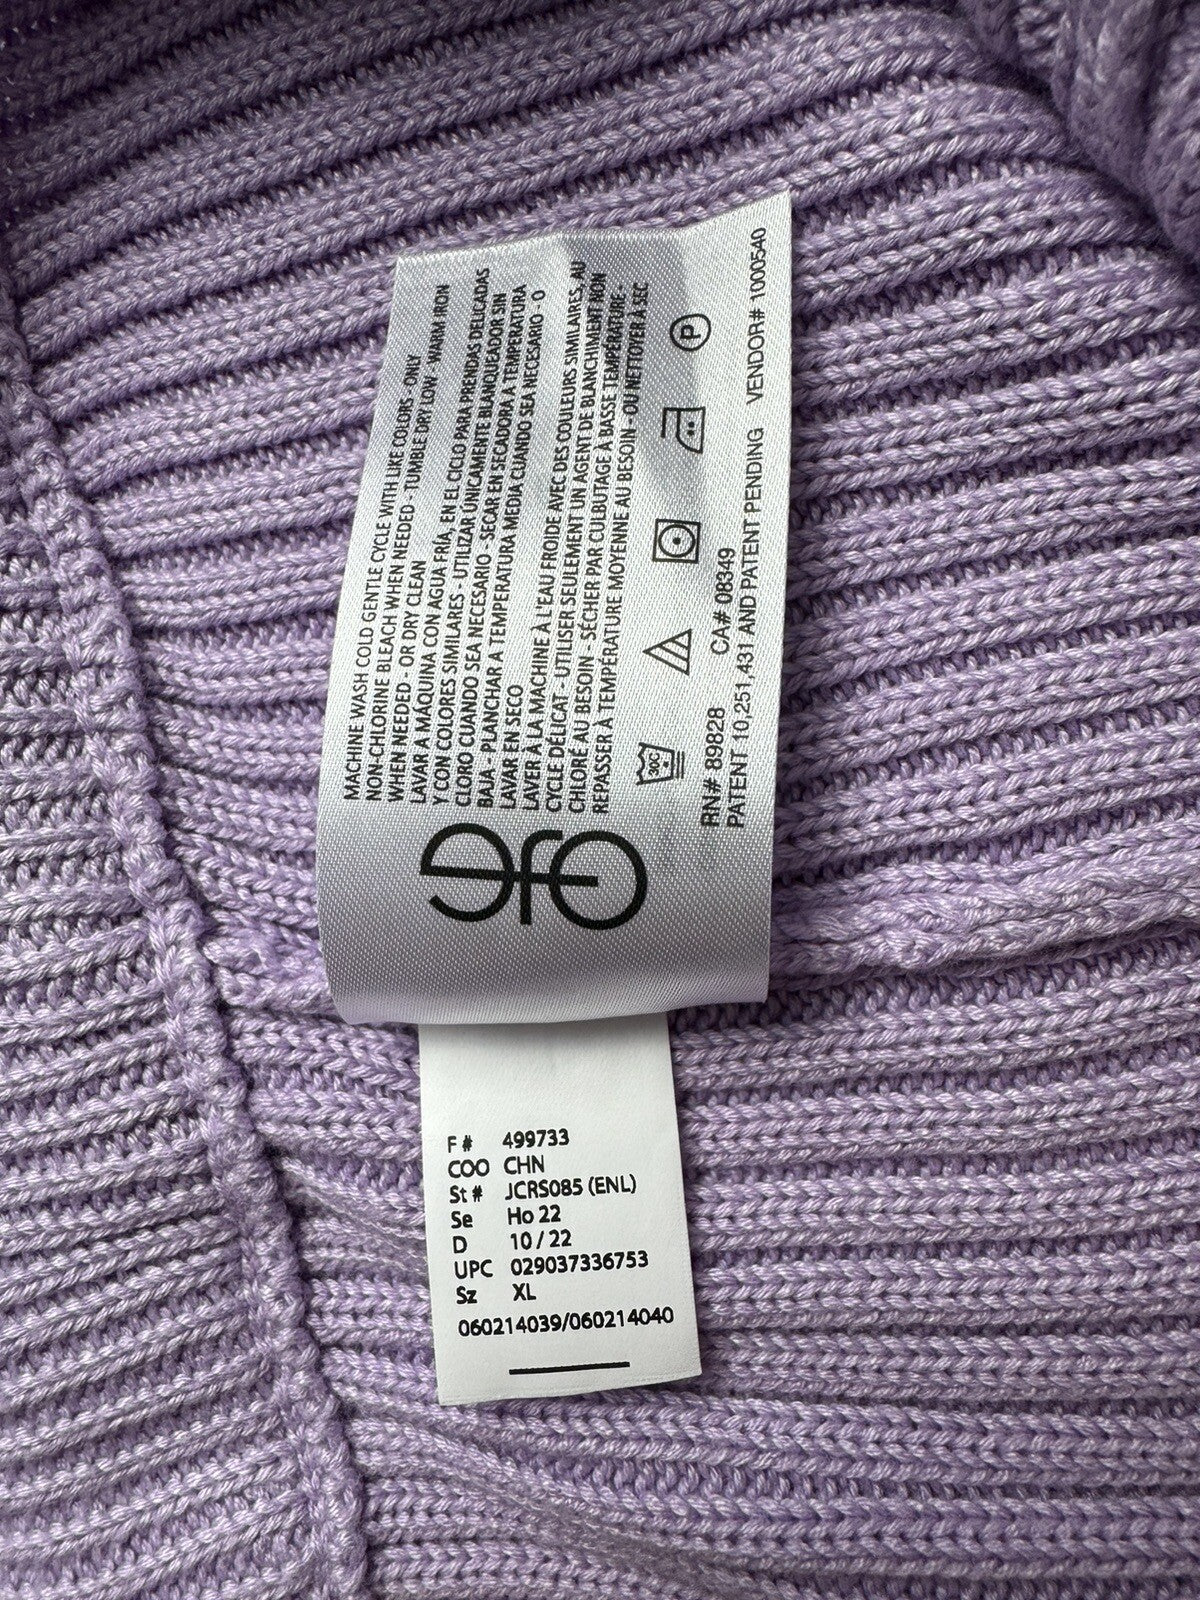 MACHINE WASH COLD GENTLE CYCLE WITH LIKE COLORS ONLY
NON-CHLORINE BLEACH WHEN NEEDED - TUMBLE DRY LOW - WARM IRON
WHEN NEEDED - OR DRY CLEAN
LAVAR A MÁQUINA CON AGUA FRÍA, EN EL CICLO PARA PRENDAS DELICADAS
Y CON COLORES SIMILARES - UTILIZAR ÚNICAMENTE BLANQUEADOR SIN
CLORO CUANDO SEA NECESARIO - SECAR EN SECADORA A TEMPERATURA
BAJA - PLANCHAR A TEMPERATURA MEDIA CUANDO SEA NECESARIO - O
LAVAR EN SECO
LAVER À LA MACHINE À L'EAU FROIDE AVEC DES COULEURS SIMILAIRES, AU
CYCLE DÉLICAT - UTILISER SEULEMENT UN AGENT DE BLANCHIMENT NON
CHLORÉ AU BESOIN - SÉCHER PAR CULBUTAGE À BASSE TEMPÉRATURE -
REPASSER À TEMPÉRATURE MOYENNE AU BESOIN - OU NETTOYER À SEC
30°C P
RN# 89828 CA# 08349
PATENT 10,251,431 AND PATENT PENDING VENDOR# 1000540
F # 499733
COO CHN
St # JCRS085 (ENL)
Se Ho 22
D 10 / 22
UPC 029037336753
Sz XL
060214039/060214040